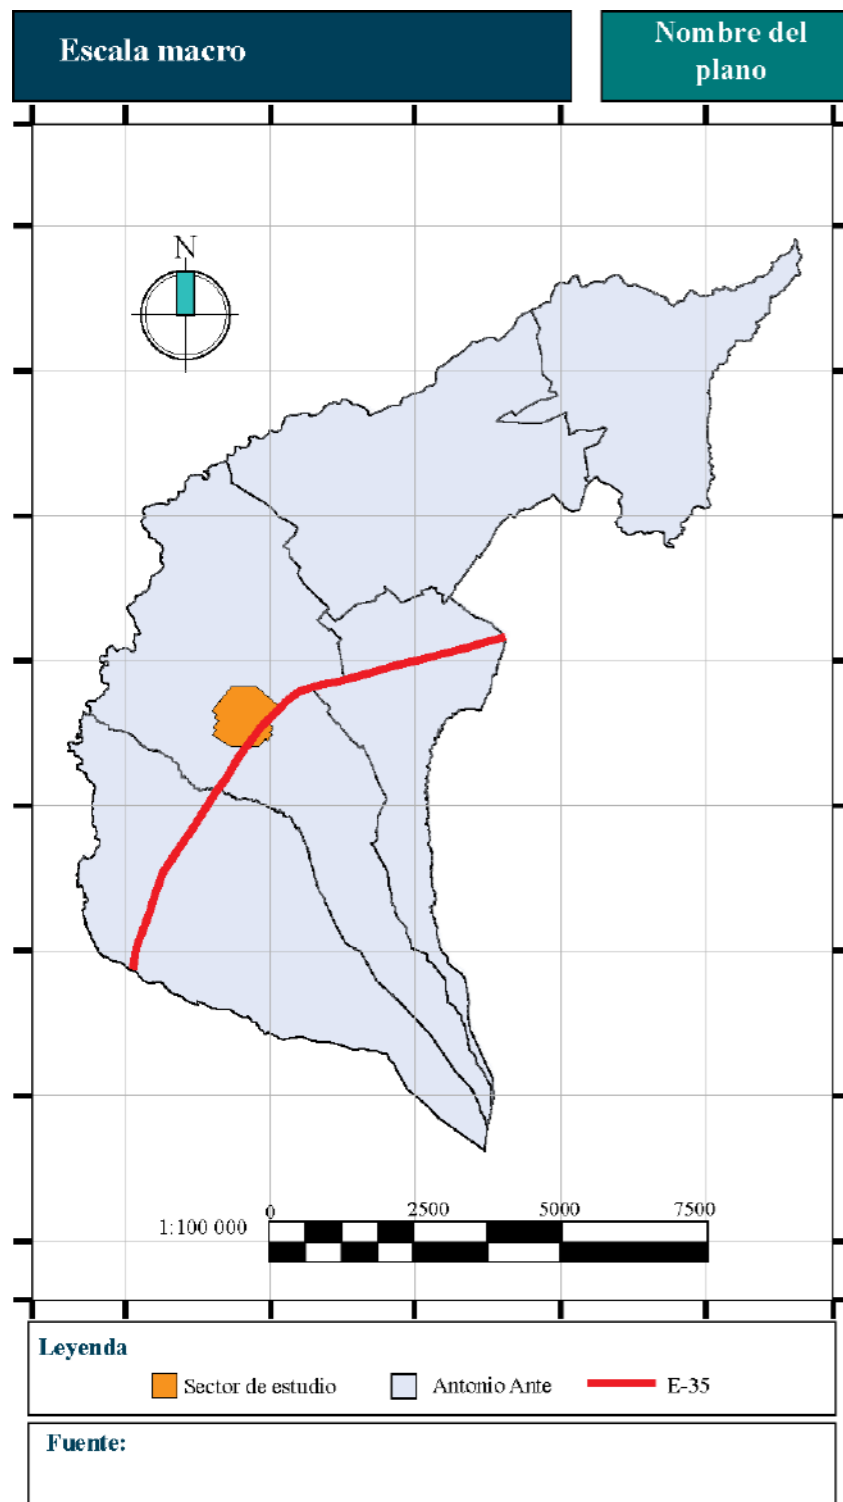 Escala macro
Nombre del
plano
N
1:100 000
0 2500 5000 7500
Leyenda
Sector de estudio Antonio Ante E-35
Fuente: